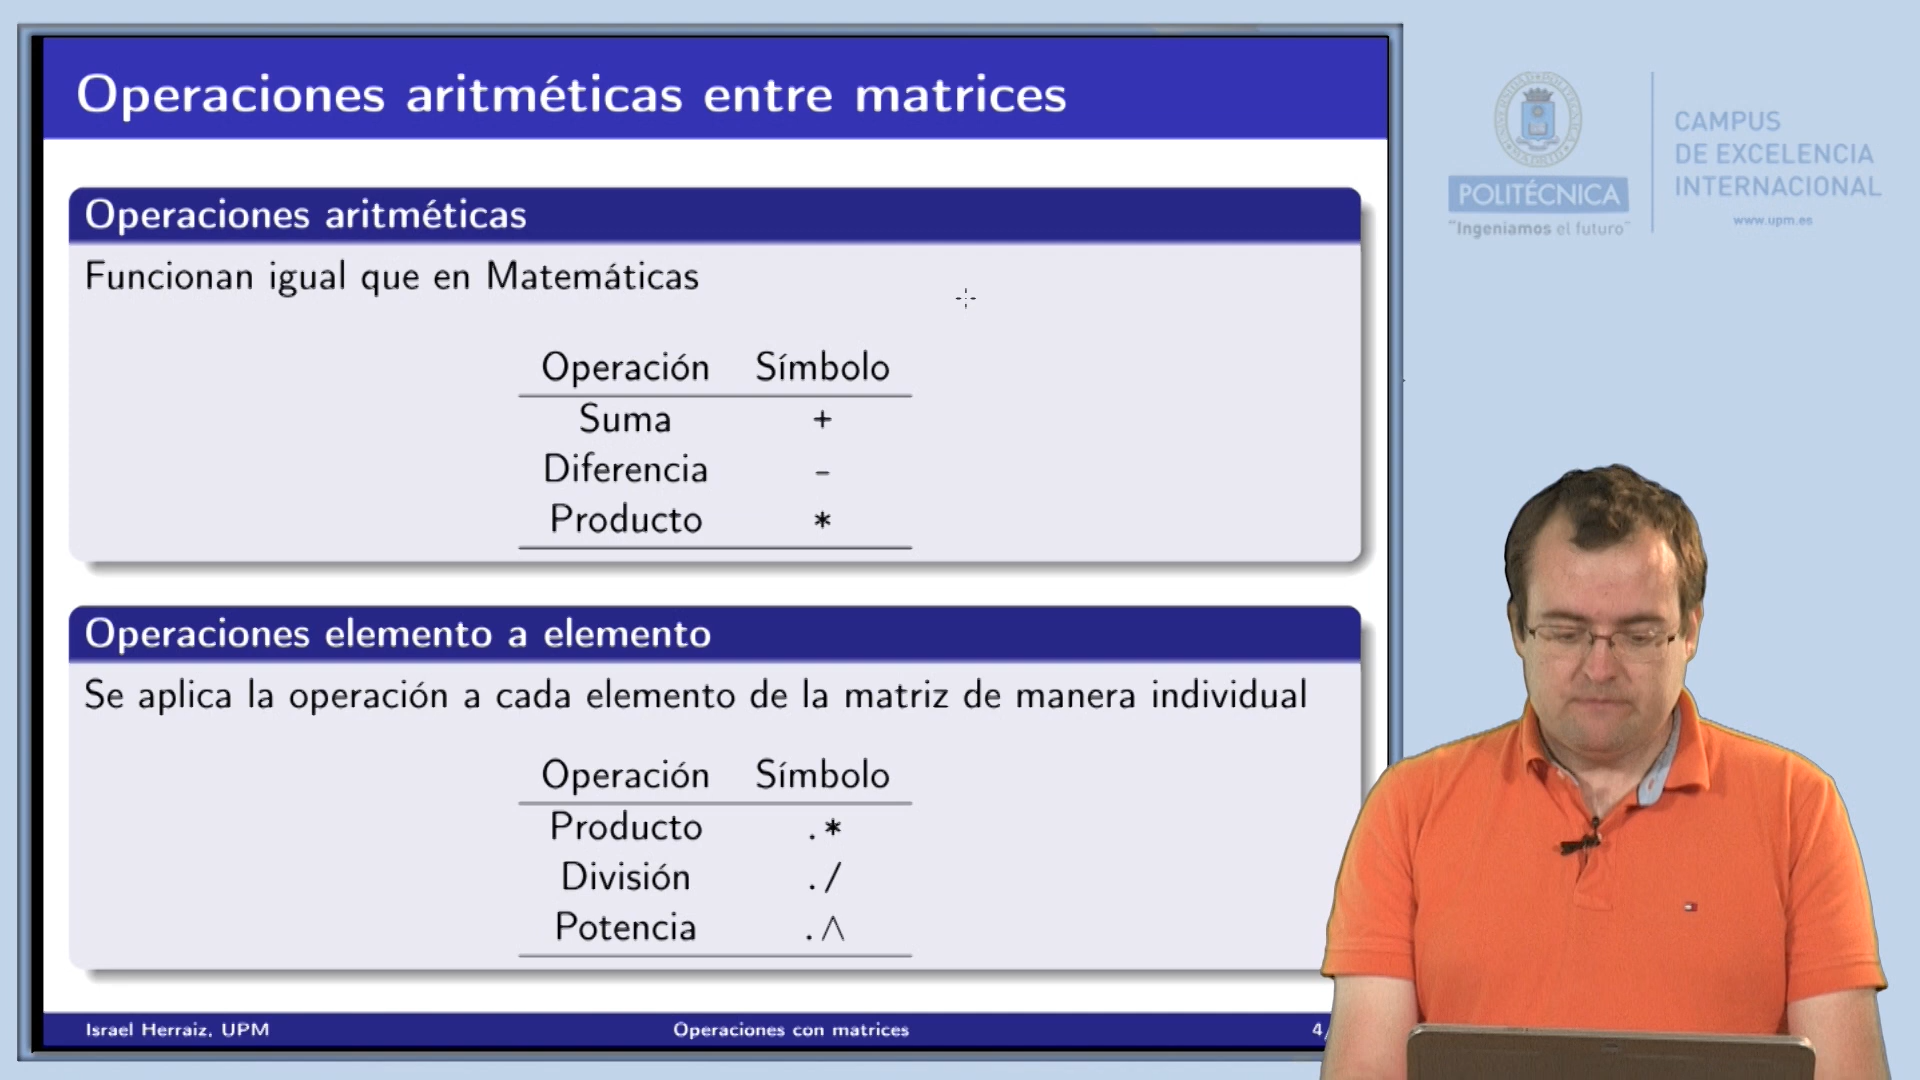 Operaciones aritméticas entre matrices
Operaciones aritméticas
Funcionan igual que en Matemáticas
Operación Símbolo
Suma +
Diferencia -
Producto *
Operaciones elemento a elemento
Se aplica la operación a cada elemento de la matriz de manera individual
Operación Símbolo
Producto .*
División ./
Potencia .^
Israel Herraiz, UPM Operaciones con matrices 4/
POLITÉCNICA
"Ingeniamos el futuro"
CAMPUS
DE EXCELENCIA
INTERNACIONAL
www.upm.es